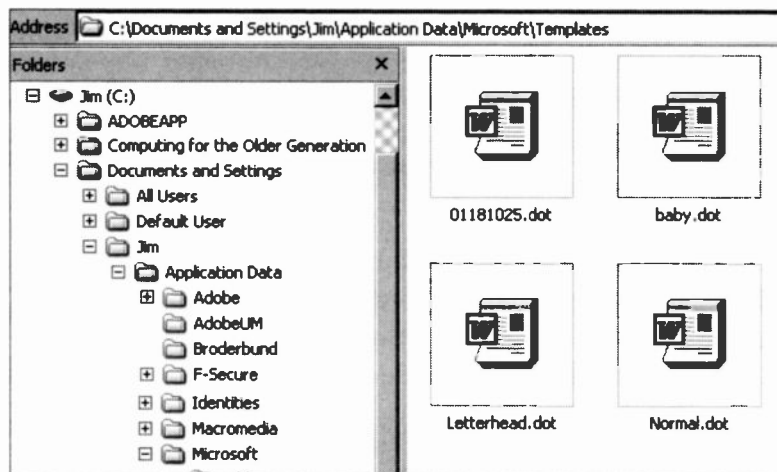 Address C:\Documents and Settings\Jim\Application Data\Microsoft\Templates
Folders
Jim (C:)
ADOBEAPP
Computing for the Older Generation
Documents and Settings
All Users
Default User
Jim
Application Data
Adobe
AdobeUM
Broderbund
F-Secure
Identities
Macromedia
Microsoft
01181025.dot baby.dot
Letterhead.dot Normal.dot